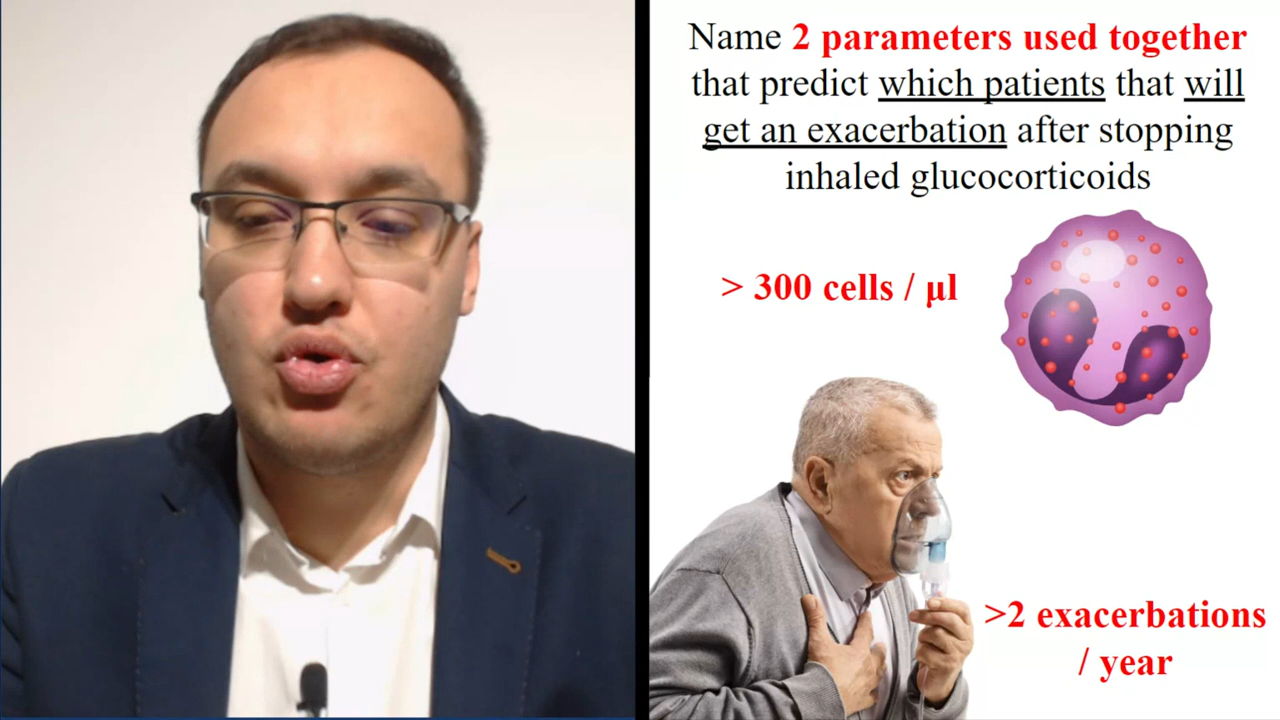 Name 2 parameters used together
that predict which patients that will
get an exacerbation after stopping
inhaled glucocorticoids
> 300 cells / µl
>2 exacerbations
/ year